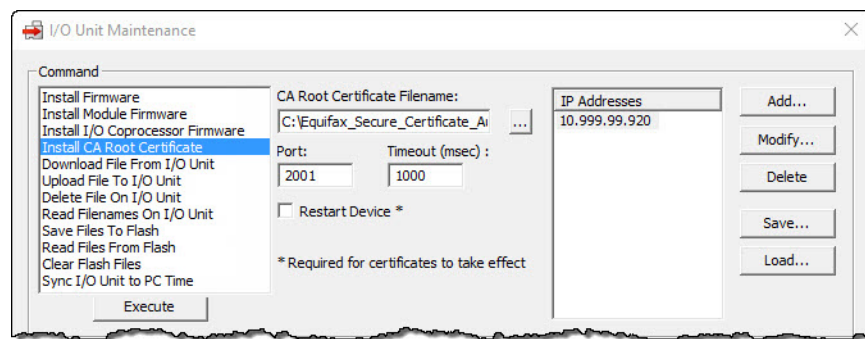 I/O Unit Maintenance
Command
Install Firmware
Install Module Firmware
Install I/O Coprocessor Firmware
Install CA Root Certificate
Download File From I/O Unit
Upload File To I/O Unit
Delete File On I/O Unit
Read Filenames On I/O Unit
Save Files To Flash
Read Files From Flash
Clear Flash Files
Sync I/O Unit to PC Time
Execute
CA Root Certificate Filename:
C:\Equifax_Secure_Certificate_Au
...
Port: Timeout (msec) :
2001 1000
Restart Device *
* Required for certificates to take effect
IP Addresses
10.999.99.920
Add...
Modify...
Delete
Save...
Load...